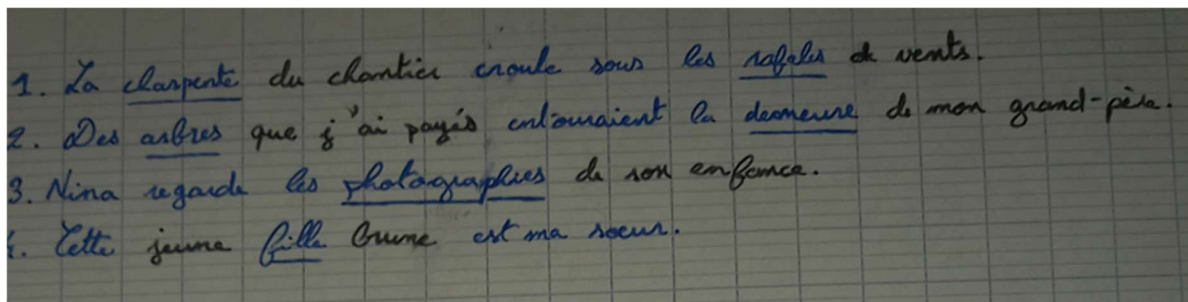 1. La charpente du chantier croule sous les rafales de vents.
2. Des arbres que j'ai payés entouraient la demeure de mon grand-père.
3. Nina regarde les photographies de son enfance.
4. Cette jeune fille brune est ma soeur.